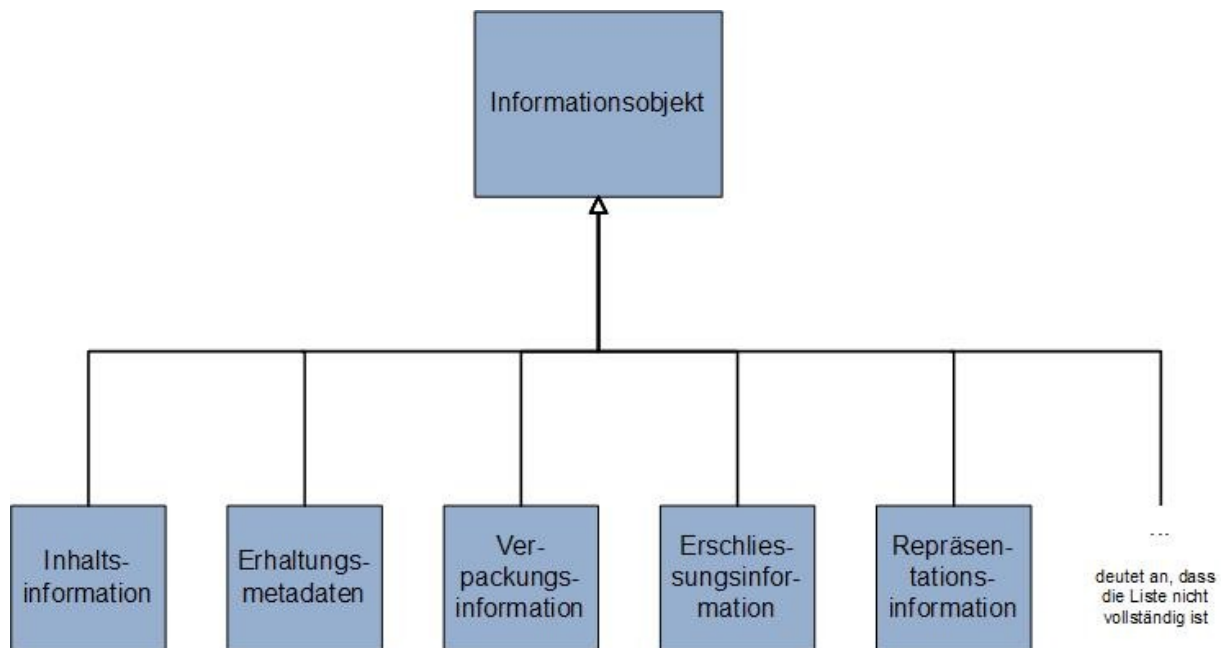 Informationsobjekt
Inhalts-
information
Erhaltungs-
metadaten
Ver-
packungs-
information
Erschlies-
sungsinfor-
mation
Repräsen-
tations-
information
...
deutet an, dass
die Liste nicht
vollständig ist